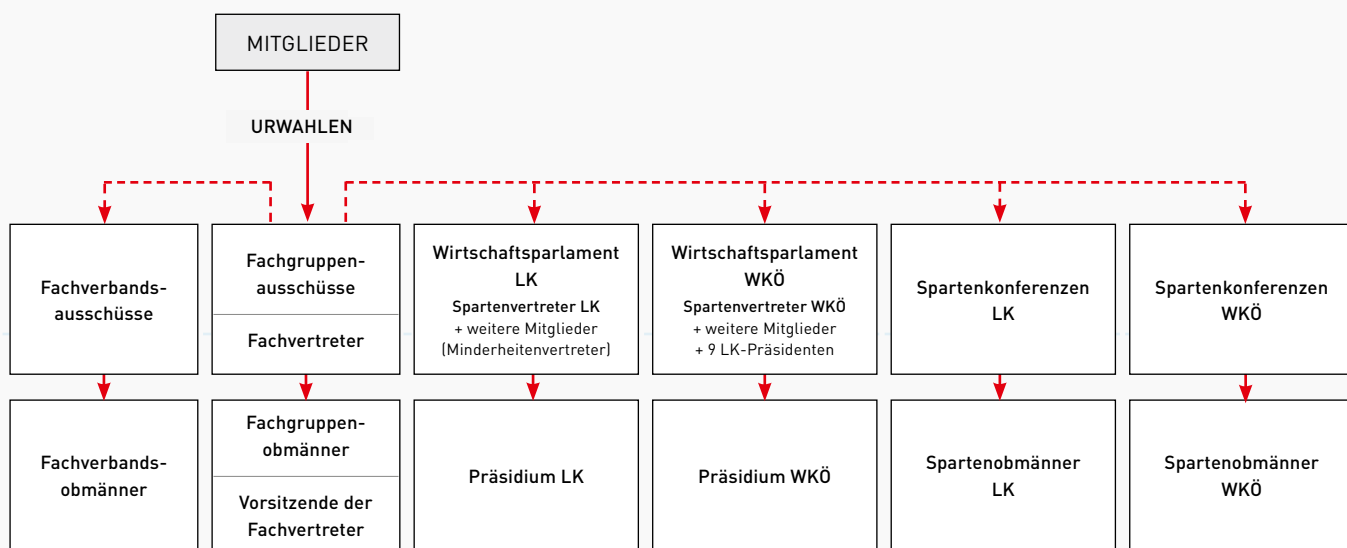 MITGLIEDER
URWAHLEN
Fachverbands-
ausschüsse
Fachgruppen-
ausschüsse
Fachvertreter
Wirtschaftsparlament
LK
Spartenvertreter LK
+ weitere Mitglieder
(Minderheitenvertreter)
Wirtschaftsparlament
WKÖ
Spartenvertreter WKÖ
+ weitere Mitglieder
+ 9 LK-Präsidenten
Spartenkonferenzen
LK
Spartenkonferenzen
WKÖ
Fachverbands-
obmänner
Fachgruppen-
obmänner
Vorsitzende der
Fachvertreter
Präsidium LK
Präsidium WKÖ
Spartenobmänner
LK
Spartenobmänner
WKÖ